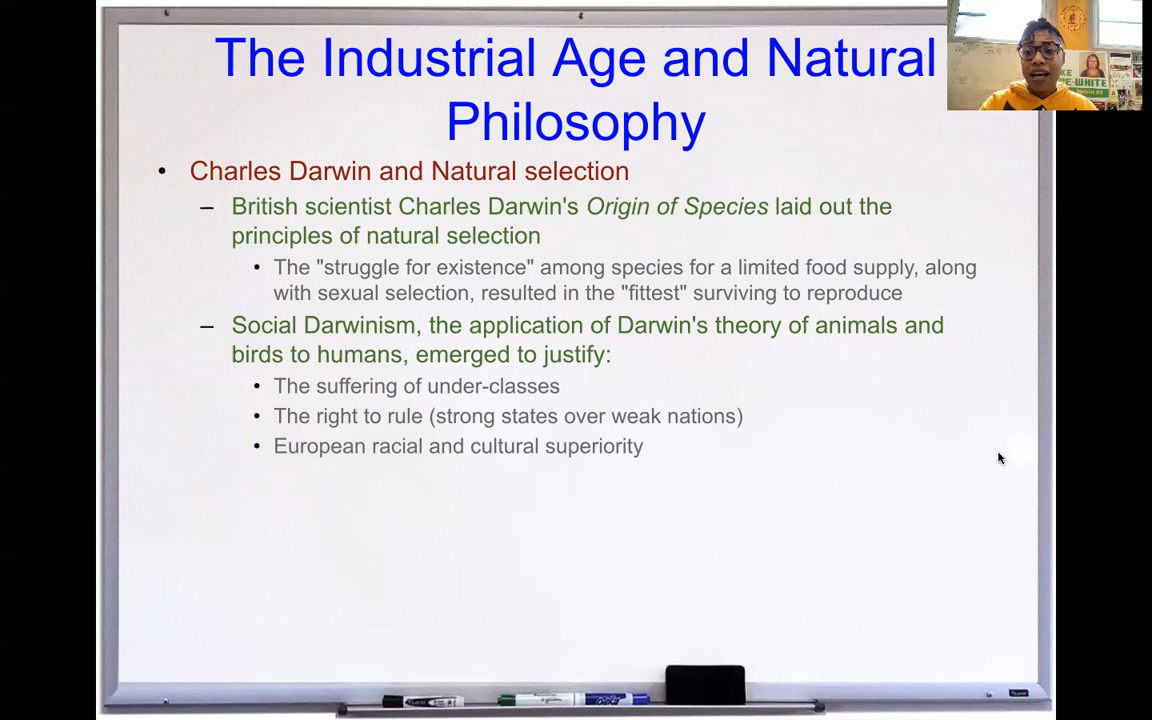 The Industrial Age and Natural
Philosophy
• Charles Darwin and Natural selection
– British scientist Charles Darwin's Origin of Species laid out the
principles of natural selection
• The "struggle for existence" among species for a limited food supply, along
with sexual selection, resulted in the "fittest" surviving to reproduce
– Social Darwinism, the application of Darwin's theory of animals and
birds to humans, emerged to justify:
• The suffering of under-classes
• The right to rule (strong states over weak nations)
• European racial and cultural superiority